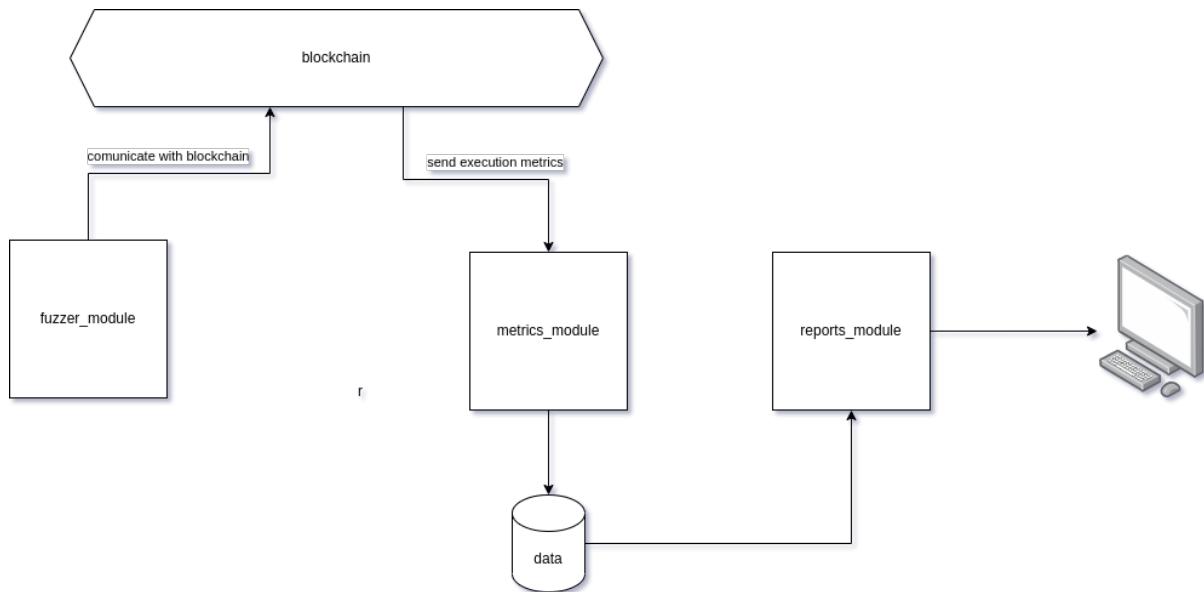 blockchain
comunicate with blockchain
send execution metrics
fuzzer_module
metrics_module
reports_module
r
data